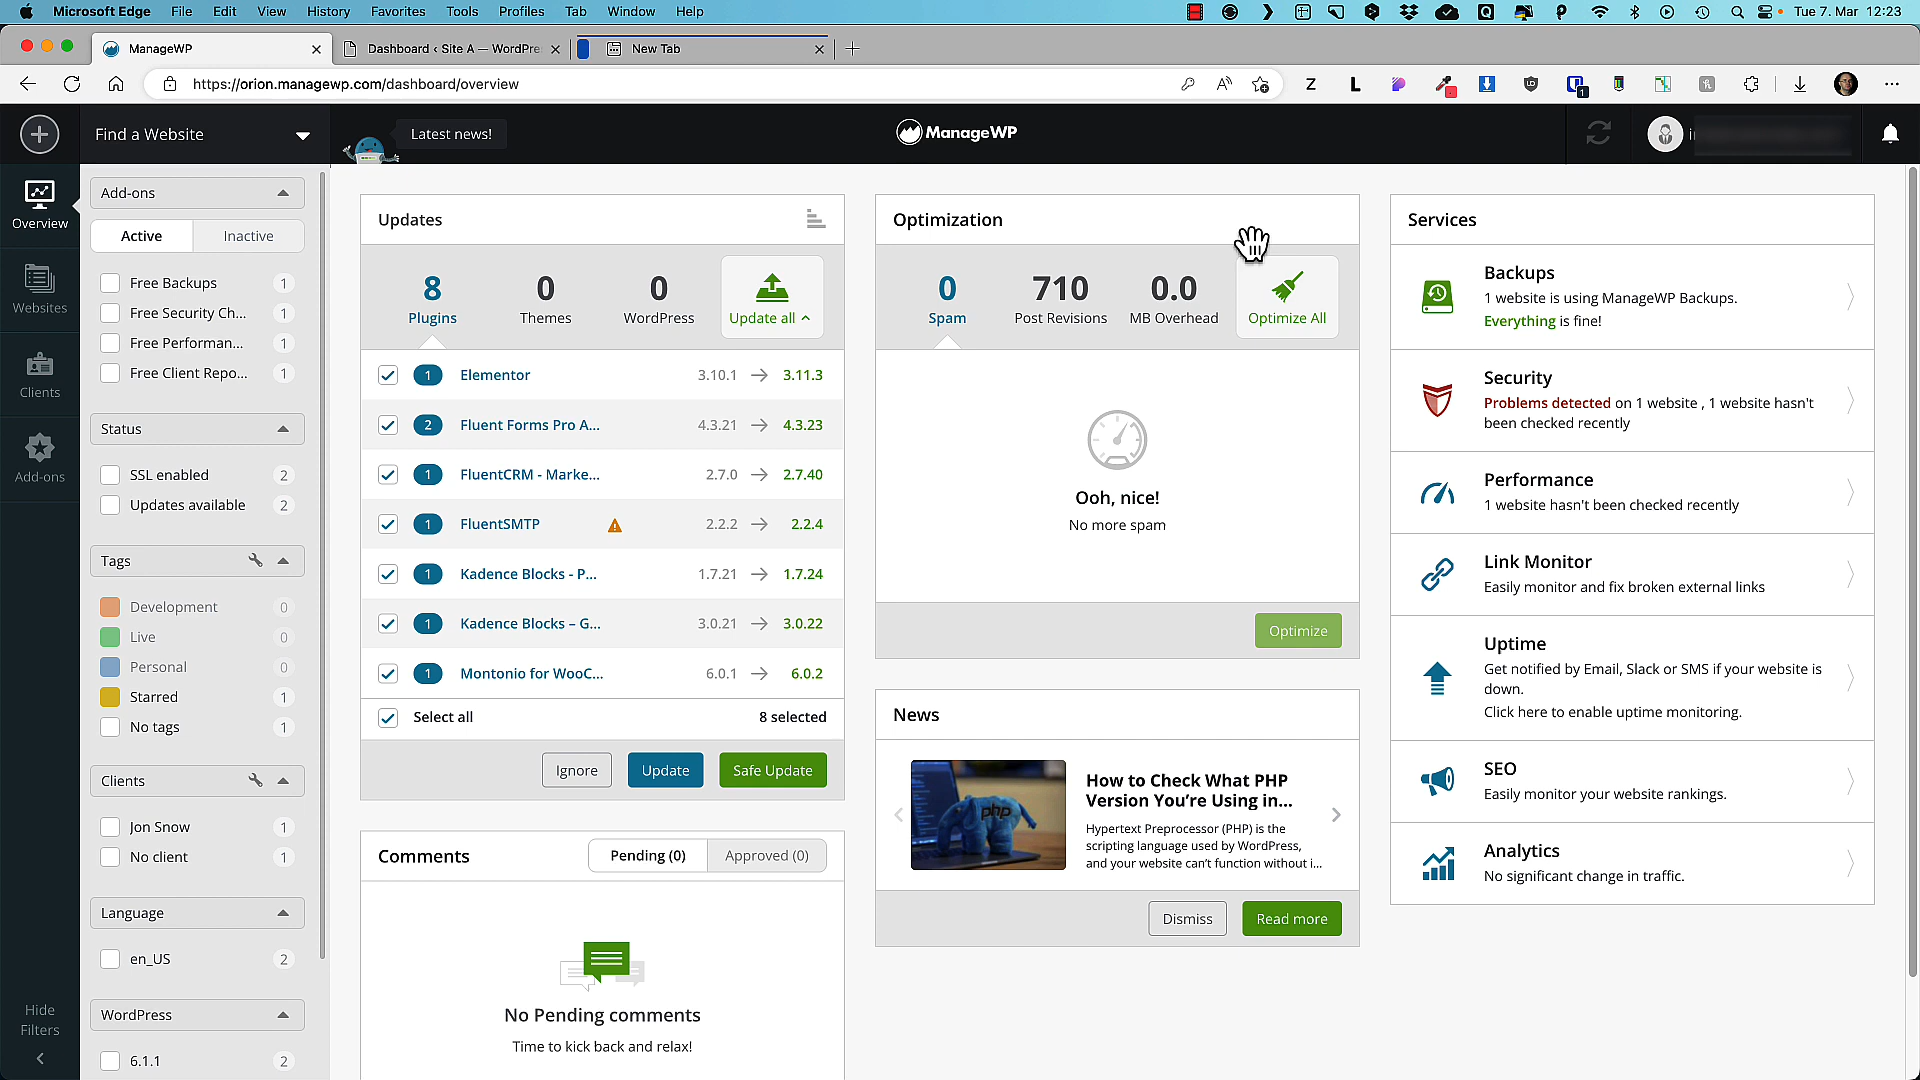 Microsoft Edge File Edit View History Favorites Tools Profiles Tab Window Help Tue 7. Mar 12:23
ManageWP
Dashboard ‹ Site A — WordPre
New Tab
https://orion.managewp.com/dashboard/overview
Find a Website
Latest news!
ManageWP
Overview
Websites
Clients
Add-ons
Hide
Filters
Add-ons
Active Inactive
Free Backups 1
Free Security Ch... 1
Free Performan... 1
Free Client Repo... 1
Status
SSL enabled 2
Updates available 2
Tags
Development 0
Live 0
Personal 0
Starred 1
No tags 1
Clients
Jon Snow 1
No client 1
Language
en_US 2
WordPress
6.1.1 2
Updates
8 0 0
Plugins Themes WordPress Update all
1 Elementor 3.10.1 3.11.3
2 Fluent Forms Pro A... 4.3.21 4.3.23
1 FluentCRM - Marke... 2.7.0 2.7.40
1 FluentSMTP 2.2.2 2.2.4
1 Kadence Blocks - P... 1.7.21 1.7.24
1 Kadence Blocks – G... 3.0.21 3.0.22
1 Montonio for WooC... 6.0.1 6.0.2
Select all 8 selected
Ignore Update Safe Update
Comments Pending (0) Approved (0)
No Pending comments
Time to kick back and relax!
Optimization
0 710 0.0
Spam Post Revisions MB Overhead Optimize All
Ooh, nice!
No more spam
Optimize
News
php
How to Check What PHP
Version You're Using in...
Hypertext Preprocessor (PHP) is the
scripting language used by WordPress,
and your website can't function without i...
Dismiss Read more
Services
Backups
1 website is using ManageWP Backups.
Everything is fine!
Security
Problems detected on 1 website , 1 website hasn't
been checked recently
Performance
1 website hasn't been checked recently
Link Monitor
Easily monitor and fix broken external links
Uptime
Get notified by Email, Slack or SMS if your website is
down.
Click here to enable uptime monitoring.
SEO
Easily monitor your website rankings.
Analytics
No significant change in traffic.